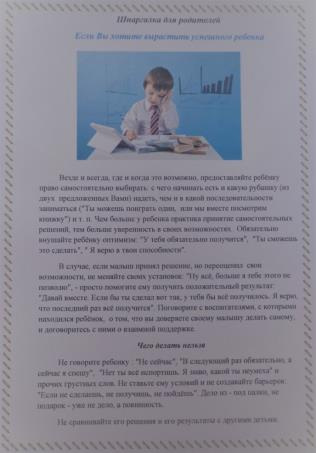 Шпаргалка для родителей
Если Вы хотите вырастить успешного ребенка
Везде и всегда, где и когда это возможно, предоставляйте ребёнку
право самостоятельно выбирать: с чего начинать есть и какую рубашку (из
двух предложенных Вами) надеть, чем и в какой последовательности
заниматься ("Ты можешь поиграть один, или мы вместе посмотрим
книжку") и т. п. Чем больше у ребенка практика принятие самостоятельных
решений, тем больше уверенность в своих возможностях. Обязательно
внушайте ребёнку оптимизм: "У тебя обязательно получится", "Ты сможешь
это сделать", " Я верю в твои способности".
В случае, если малыш принял решение, но переоценил свои
возможности, не меняйте своих установок: "Ну всё, больше я тебе этого не
позволю", - просто помогите ему получить положительный результат:
"Давай вместе. Если бы ты сделал вот так, у тебя бы всё получилось. Я верю,
что последний раз всё получится". Поговорите с воспитателями, с которыми
находился ребёнок, о том, что вы доверяете своему малышу делать самому,
и договоритесь с ними о взаимной поддержке.
Чего делать нельзя
Не говорите ребенку : "Не сейчас", "В следующий раз обязательно, а
сейчас я спешу", "Нет ты всё испортишь. Я знаю, какой ты неумеха" и
прочих грустных слов. Не ставьте ему условий и не создавайте барьеров:
"Если не сделаешь, не получишь, не пойдёшь". Дело из - под палки, не
подарок - уже не дело, а повинность.
Не сравнивайте его решения и его результаты с другими детьми.